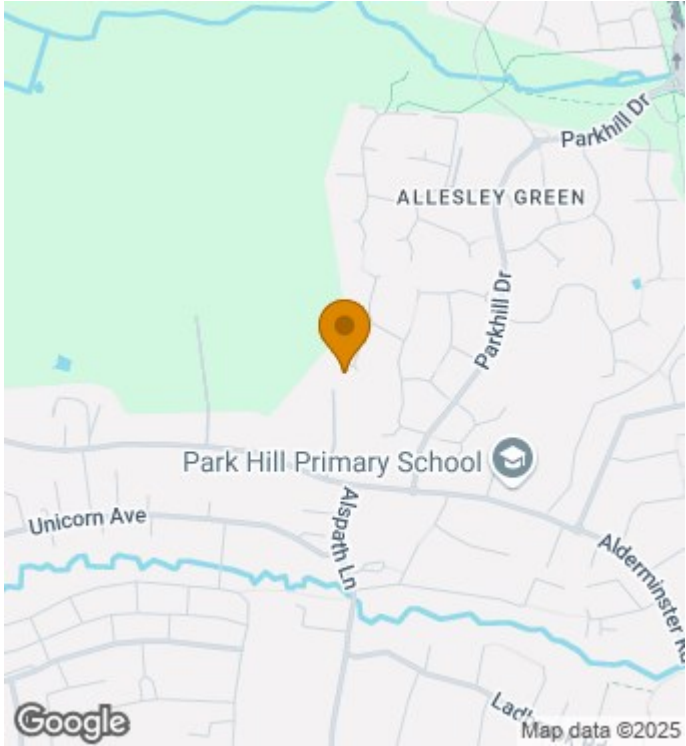 Parkhill Dr
ALLESLEY GREEN
Parkhill Dr
Park Hill Primary School
Alspath Ln
Unicorn Ave
Alderminster Rd
Google
Map data ©2025